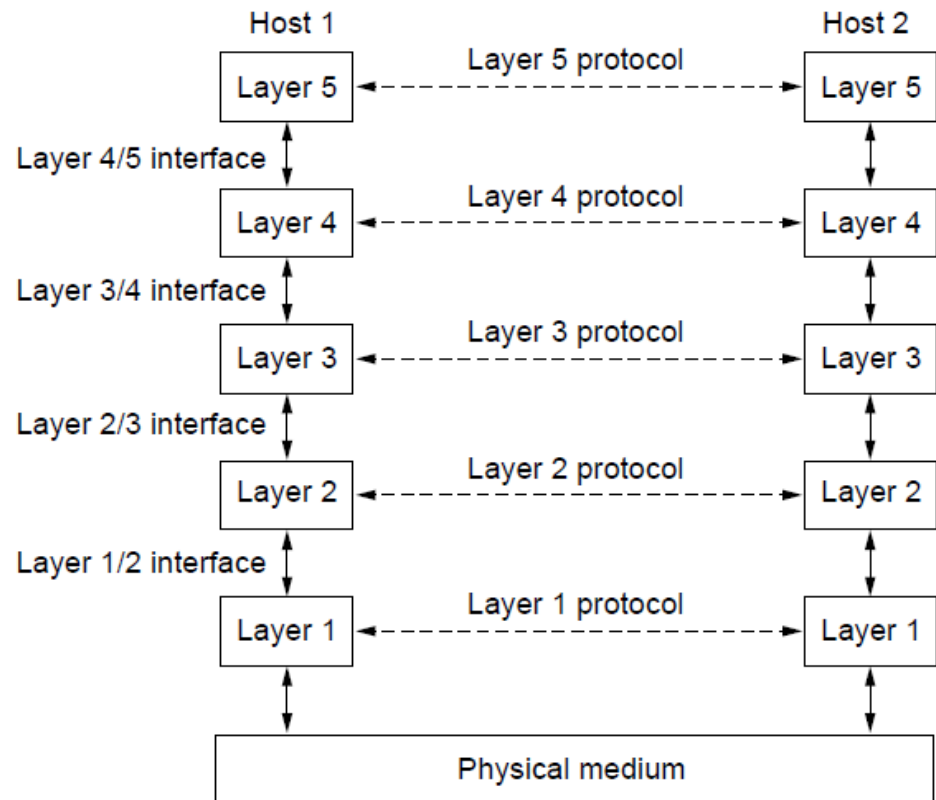 Host 1 Host 2
Layer 5 protocol
Layer 5 Layer 5
Layer 4/5 interface
Layer 4 protocol
Layer 4 Layer 4
Layer 3/4 interface
Layer 3 protocol
Layer 3 Layer 3
Layer 2/3 interface
Layer 2 protocol
Layer 2 Layer 2
Layer 1/2 interface
Layer 1 protocol
Layer 1 Layer 1
Physical medium